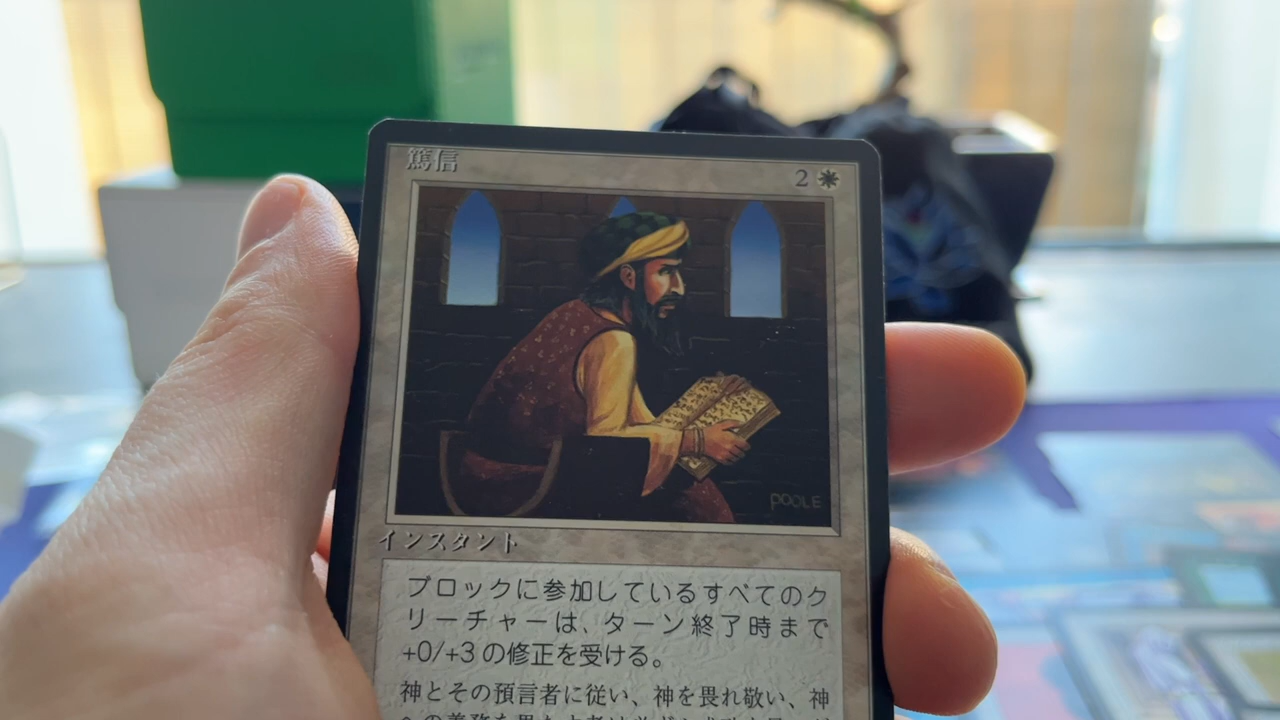 篤信
2
POOLE
インスタント
ブロックに参加しているすべてのク
リーチャーは、ターン終了時まで
+0/+3 の修正を受ける。
神とその預言者に従い、神を畏れ敬い、神